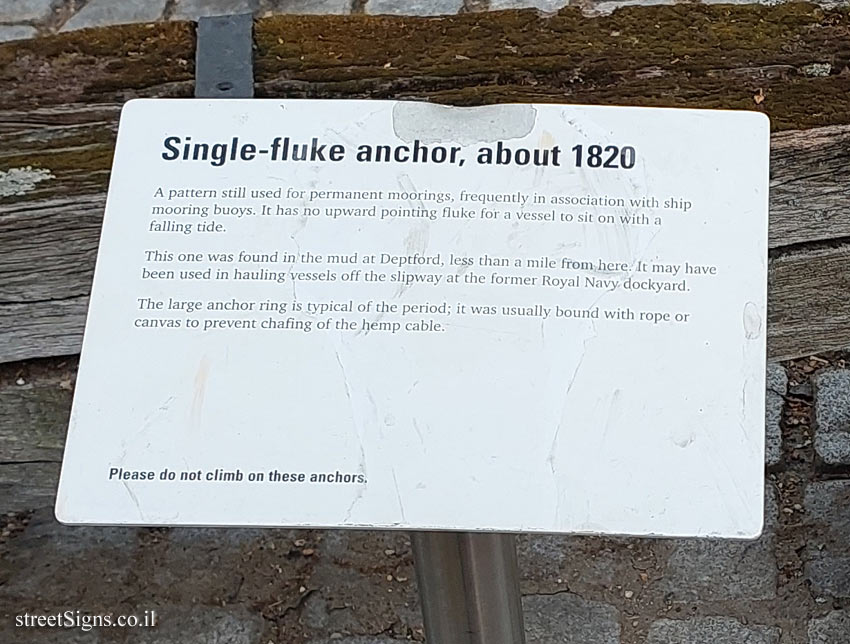 Single-fluke anchor, about 1820
A pattern still used for permanent moorings, frequently in association with ship
mooring buoys. It has no upward pointing fluke for a vessel to sit on with a
falling tide.
This one was found in the mud at Deptford, less than a mile from here. It may have
been used in hauling vessels off the slipway at the former Royal Navy dockyard.
The large anchor ring is typical of the period; it was usually bound with rope or
canvas to prevent chafing of the hemp cable.
Please do not climb on these anchors.
streetSigns.co.il